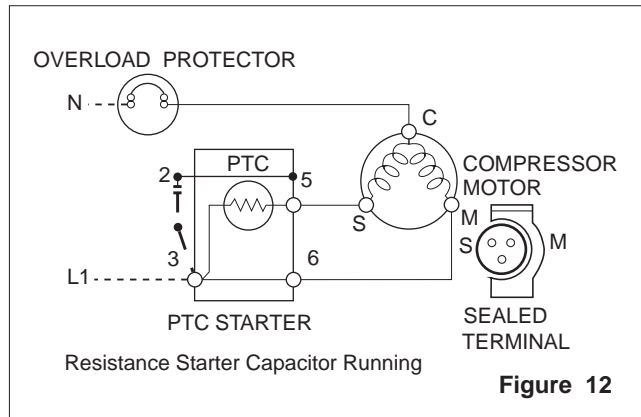 OVERLOAD PROTECTOR
N
C
PTC
2
5
COMPRESSOR
MOTOR
S
M
3
6
S
M
L1
PTC STARTER
SEALED
TERMINAL
Resistance Starter Capacitor Running
Figure 12